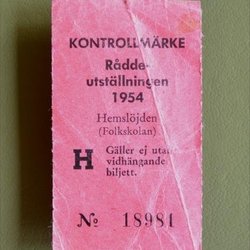 KONTROLLMÄRKE
Rådde-
utställningen
1954
Hemslöjden
(Folkskolan)
H Gäller ej utan
vidhängande
biljett.
No 18981